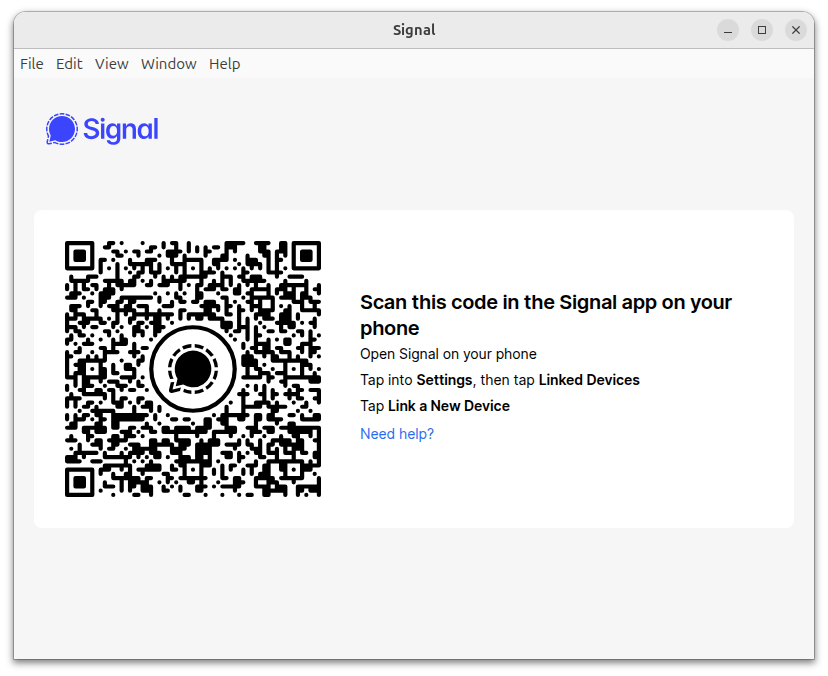 Signal
File Edit View Window Help
Signal
Scan this code in the Signal app on your
phone
Open Signal on your phone
Tap into Settings, then tap Linked Devices
Tap Link a New Device
Need help?